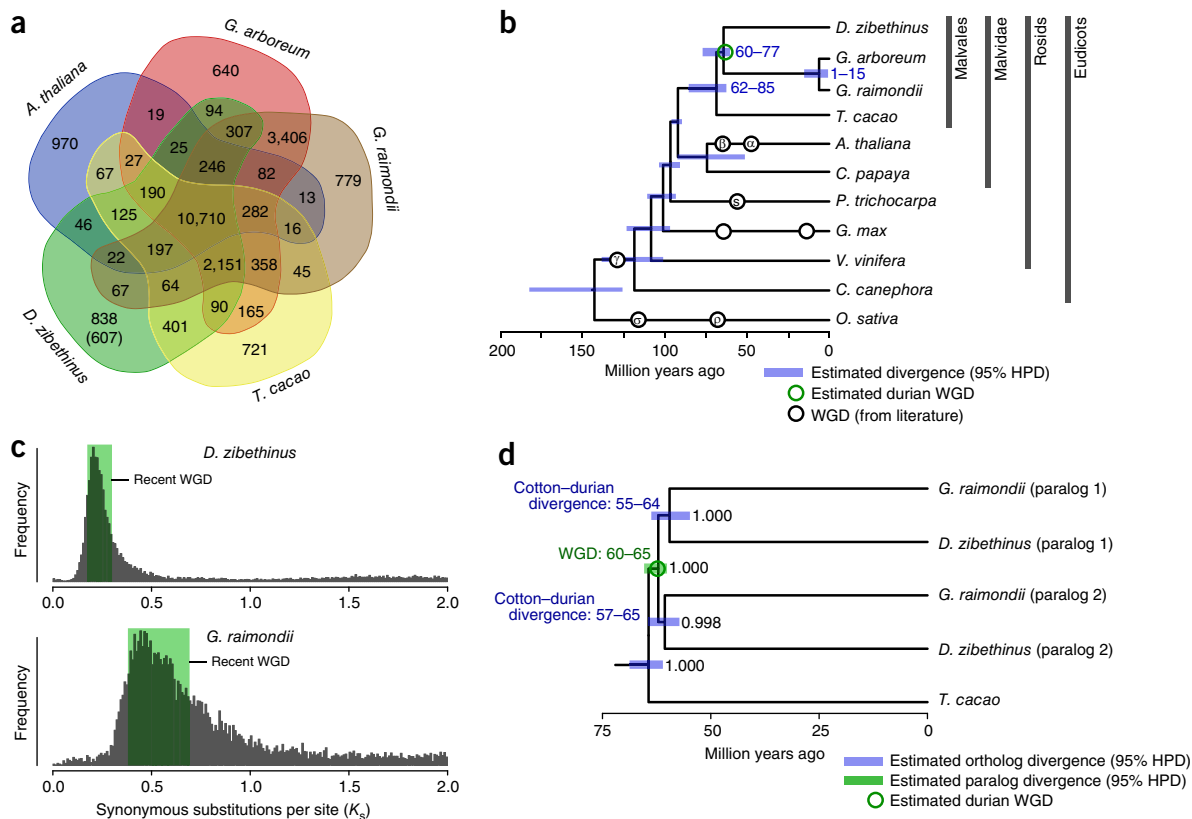 a
G. arboreum
A. thaliana
G. raimondii
D. zibethinus
T. cacao
640
970
19
94
25
307
3,406
779
67
27
246
82
13
190
10,710
282
16
46
125
22
197
2,151
358
45
67
64
90
165
838
(607)
401
721
b
D. zibethinus
G. arboreum
G. raimondii
T. cacao
A. thaliana
C. papaya
P. trichocarpa
G. max
V. vinifera
C. canephora
O. sativa
60–77
1–15
62–85
β
α
s
γ
σ
ρ
Malvales
Malvidae
Rosids
Eudicots
200 150 100 50 0
Million years ago
Estimated divergence (95% HPD)
Estimated durian WGD
WGD (from literature)
c
D. zibethinus
Recent WGD
Frequency
0.0 0.5 1.0 1.5 2.0
G. raimondii
Recent WGD
Frequency
0.0 0.5 1.0 1.5 2.0
Synonymous substitutions per site (Ks)
d
Cotton–durian
divergence: 55–64
WGD: 60–65
Cotton–durian
divergence: 57–65
1.000
1.000
0.998
1.000
G. raimondii (paralog 1)
D. zibethinus (paralog 1)
G. raimondii (paralog 2)
D. zibethinus (paralog 2)
T. cacao
75 50 25 0
Million years ago
Estimated ortholog divergence (95% HPD)
Estimated paralog divergence (95% HPD)
Estimated durian WGD